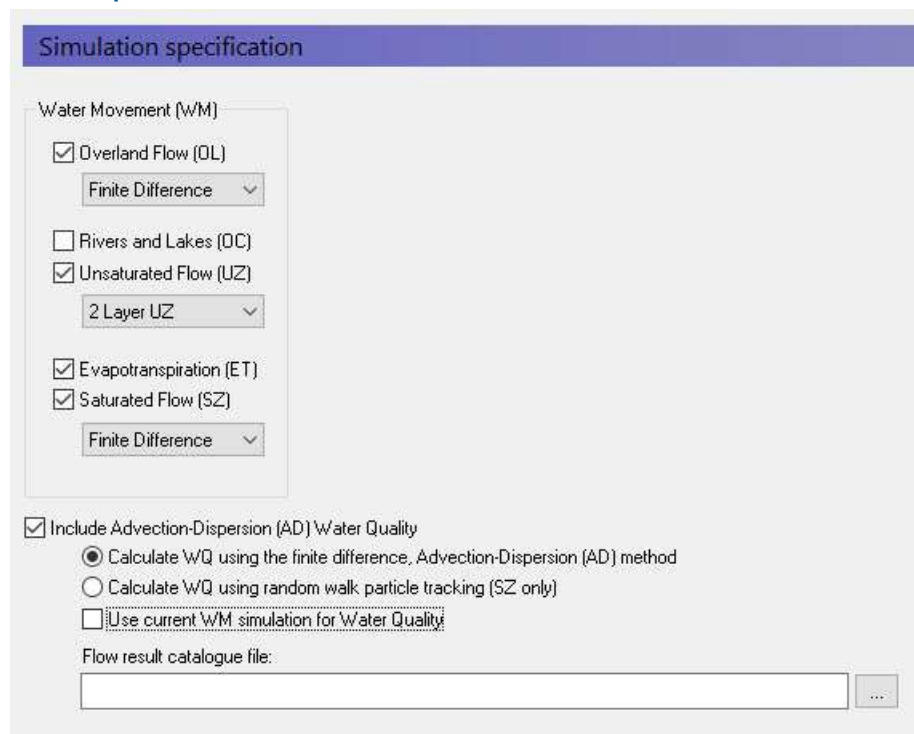 Simulation specification
Water Movement (WM)
Overland Flow (OL)
Finite Difference
Rivers and Lakes (OC)
Unsaturated Flow (UZ)
2 Layer UZ
Evapotranspiration (ET)
Saturated Flow (SZ)
Finite Difference
Include Advection-Dispersion (AD) Water Quality
Calculate WQ using the finite difference, Advection-Dispersion (AD) method
Calculate WQ using random walk particle tracking (SZ only)
Use current WM simulation for Water Quality
Flow result catalogue file:
...